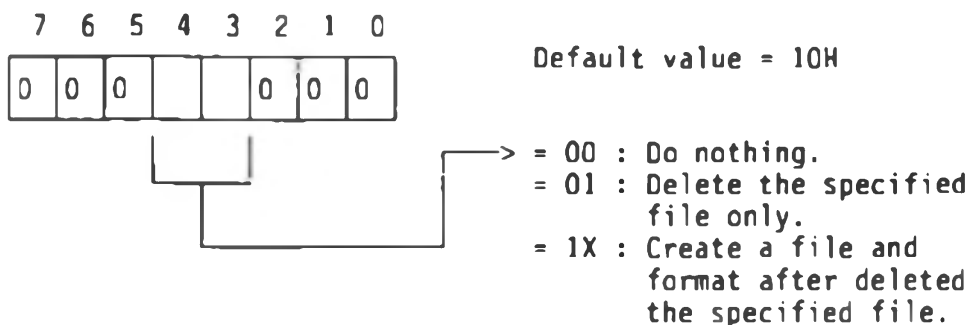 7 6 5 4 3 2 1 0
Default value = 10H
0 0 0 0 0 0
= 00 : Do nothing.
= 01 : Delete the specified
file only.
= 1X : Create a file and
format after deleted
the specified file.